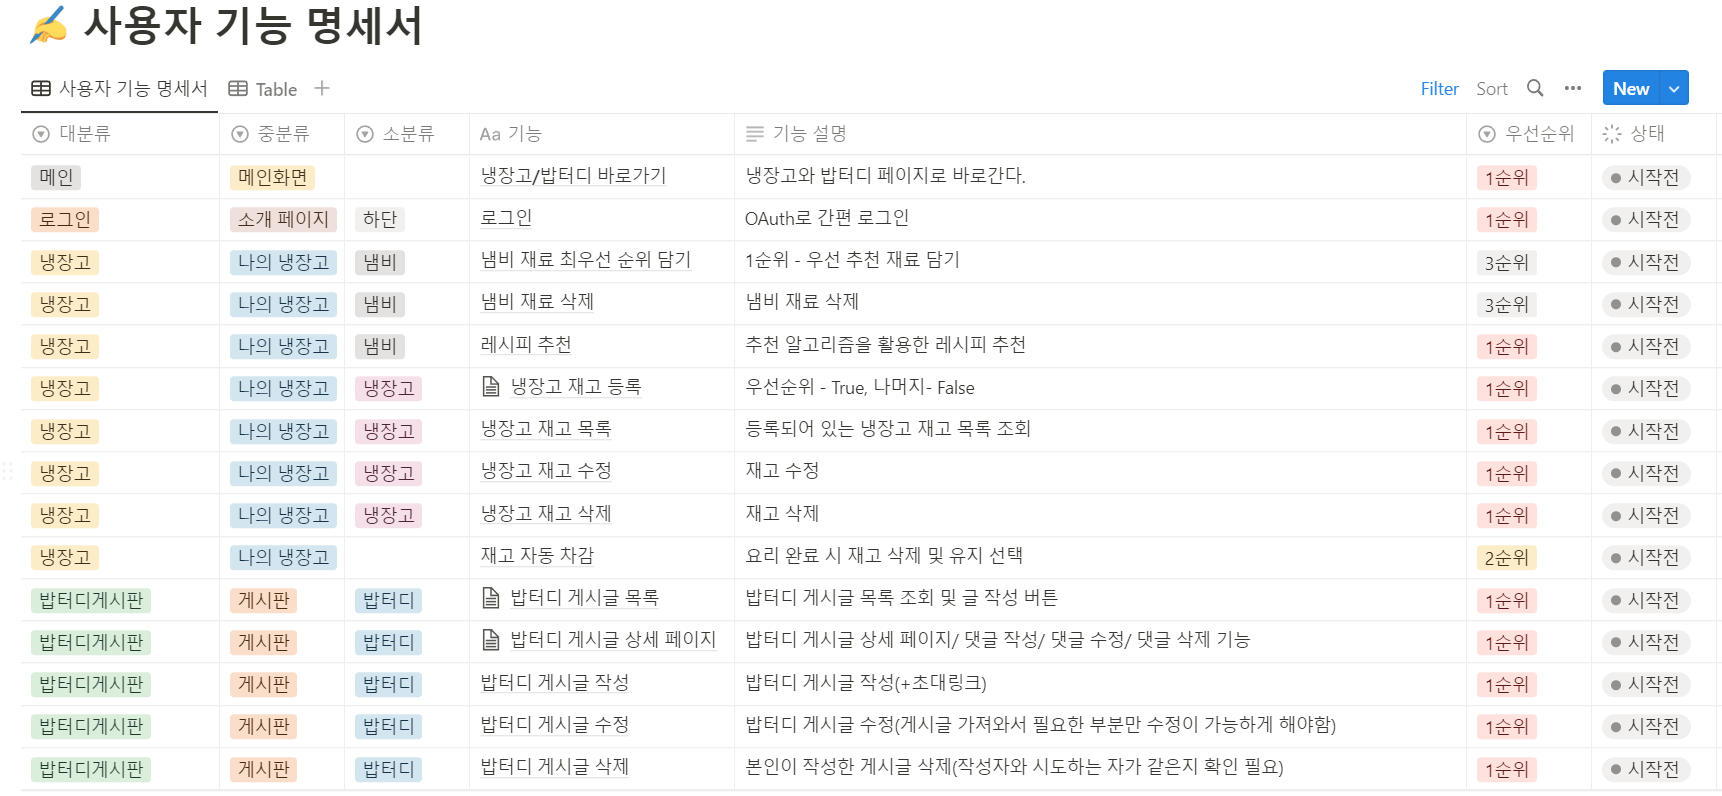 ✍️ 사용자 기능 명세서
사용자 기능 명세서 Table +
Filter Sort ··· New
대분류 중분류 소분류 Aa 기능 기능 설명 우선순위 상태
메인 메인화면 냉장고/밥터디 바로가기 냉장고와 밥터디 페이지로 바로간다. 1순위 시작전
로그인 소개 페이지 하단 로그인 OAuth로 간편 로그인 1순위 시작전
냉장고 나의 냉장고 냄비 냄비 재료 최우선 순위 담기 1순위 - 우선 추천 재료 담기 3순위 시작전
냉장고 나의 냉장고 냄비 냄비 재료 삭제 냄비 재료 삭제 3순위 시작전
냉장고 나의 냉장고 냄비 레시피 추천 추천 알고리즘을 활용한 레시피 추천 1순위 시작전
냉장고 나의 냉장고 냉장고 냉장고 재고 등록 우선순위 - True, 나머지- False 1순위 시작전
냉장고 나의 냉장고 냉장고 냉장고 재고 목록 등록되어 있는 냉장고 재고 목록 조회 1순위 시작전
냉장고 나의 냉장고 냉장고 냉장고 재고 수정 재고 수정 1순위 시작전
냉장고 나의 냉장고 냉장고 냉장고 재고 삭제 재고 삭제 1순위 시작전
냉장고 나의 냉장고 재고 자동 차감 요리 완료 시 재고 삭제 및 유지 선택 2순위 시작전
밥터디게시판 게시판 밥터디 밥터디 게시글 목록 밥터디 게시글 목록 조회 및 글 작성 버튼 1순위 시작전
밥터디게시판 게시판 밥터디 밥터디 게시글 상세 페이지 밥터디 게시글 상세 페이지/ 댓글 작성/ 댓글 수정/ 댓글 삭제 기능 1순위 시작전
밥터디게시판 게시판 밥터디 밥터디 게시글 작성 밥터디 게시글 작성(+초대링크) 1순위 시작전
밥터디게시판 게시판 밥터디 밥터디 게시글 수정 밥터디 게시글 수정(게시글 가져와서 필요한 부분만 수정이 가능하게 해야함) 1순위 시작전
밥터디게시판 게시판 밥터디 밥터디 게시글 삭제 본인이 작성한 게시글 삭제(작성자와 시도하는 자가 같은지 확인 필요) 1순위 시작전